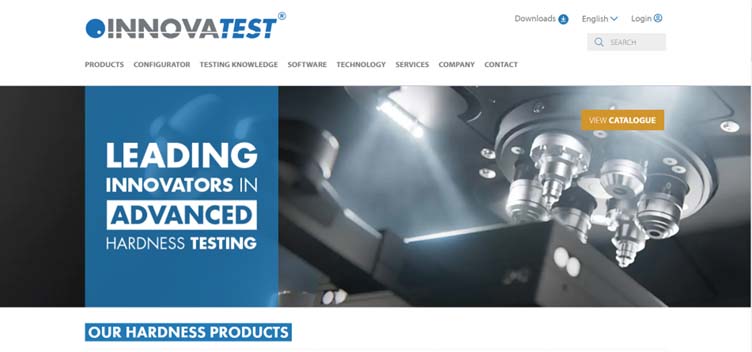 INNOVATEST®
Downloads English Login
SEARCH
PRODUCTS CONFIGURATOR TESTING KNOWLEDGE SOFTWARE TECHNOLOGY SERVICES COMPANY CONTACT
VIEW CATALOGUE
LEADING
INNOVATORS IN
ADVANCED
HARDNESS TESTING
OUR HARDNESS PRODUCTS